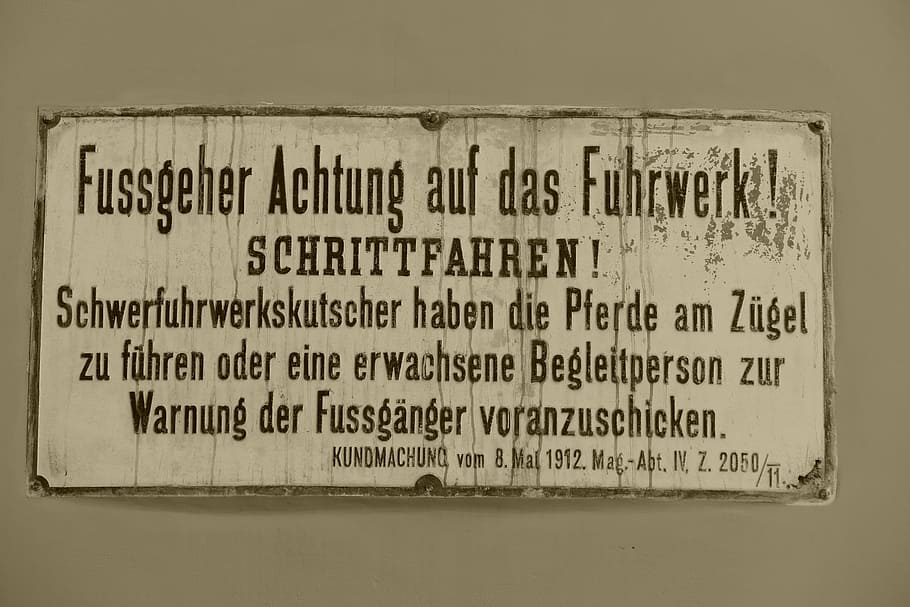 Fussgeher Achtung auf das Fuhrwerk!
SCHRITTFAHREN!
Schwerfuhrwerkskutscher haben die Pferde am Zügel
zu führen oder eine erwachsene Begleitperson zur
Warnung der Fussgänger voranzuschicken.
KUNDMACHUNG vom 8. Mai 1912. Mag.-Abt. IV, Z. 2050/11.